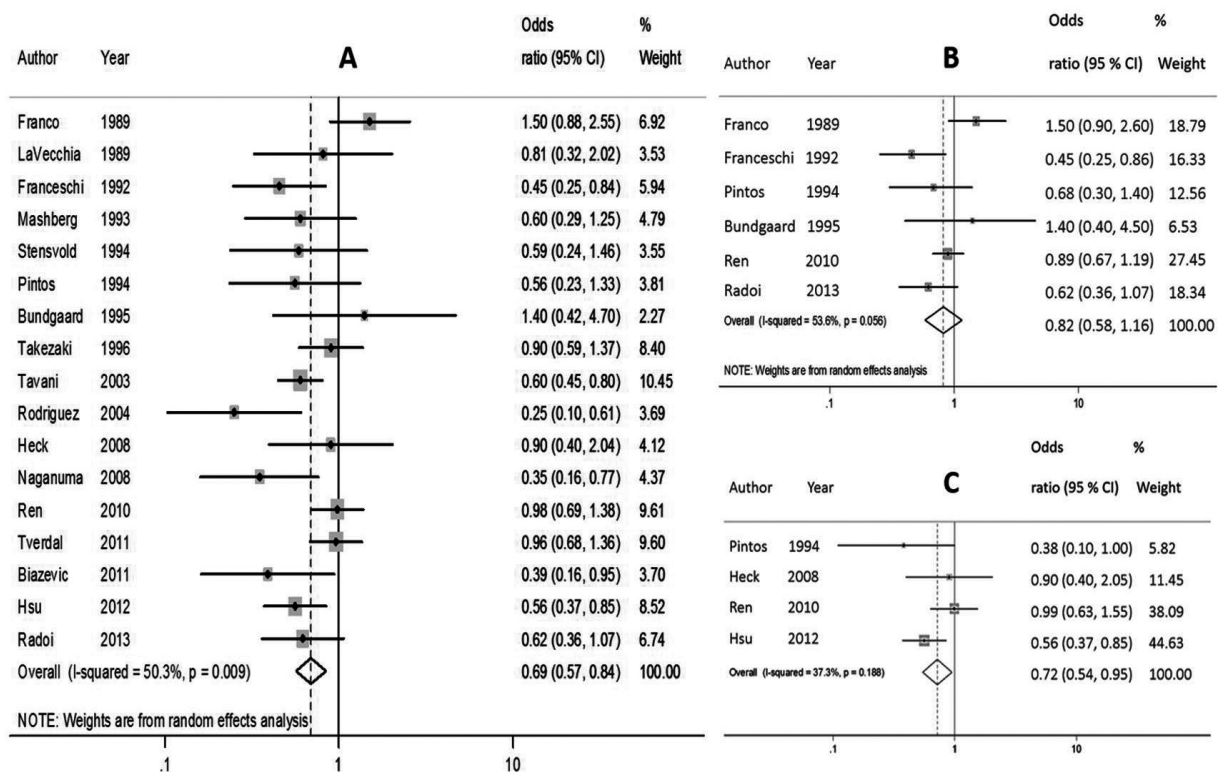 A
Odds %
Author Year ratio (95% CI) Weight
Franco 1989 1.50 (0.88, 2.55) 6.92
LaVecchia 1989 0.81 (0.32, 2.02) 3.53
Franceschi 1992 0.45 (0.25, 0.84) 5.94
Mashberg 1993 0.60 (0.29, 1.25) 4.79
Stensvold 1994 0.59 (0.24, 1.46) 3.55
Pintos 1994 0.56 (0.23, 1.33) 3.81
Bundgaard 1995 1.40 (0.42, 4.70) 2.27
Takezaki 1996 0.90 (0.59, 1.37) 8.40
Tavani 2003 0.60 (0.45, 0.80) 10.45
Rodriguez 2004 0.25 (0.10, 0.61) 3.69
Heck 2008 0.90 (0.40, 2.04) 4.12
Naganuma 2008 0.35 (0.16, 0.77) 4.37
Ren 2010 0.98 (0.69, 1.38) 9.61
Tverdal 2011 0.96 (0.68, 1.36) 9.60
Biazevic 2011 0.39 (0.16, 0.95) 3.70
Hsu 2012 0.56 (0.37, 0.85) 8.52
Radoi 2013 0.62 (0.36, 1.07) 6.74
Overall (I-squared = 50.3%, p = 0.009) 0.69 (0.57, 0.84) 100.00
NOTE: Weights are from random effects analysis
.1 1 10
B
Odds %
Author Year ratio (95 % CI) Weight
Franco 1989 1.50 (0.90, 2.60) 18.79
Franceschi 1992 0.45 (0.25, 0.86) 16.33
Pintos 1994 0.68 (0.30, 1.40) 12.56
Bundgaard 1995 1.40 (0.40, 4.50) 6.53
Ren 2010 0.89 (0.67, 1.19) 27.45
Radoi 2013 0.62 (0.36, 1.07) 18.34
Overall (I-squared = 53.6%, p = 0.056) 0.82 (0.58, 1.16) 100.00
NOTE: Weights are from random effects analysis
.1 1 10
C
Odds %
Author Year ratio (95 % CI) Weight
Pintos 1994 0.38 (0.10, 1.00) 5.82
Heck 2008 0.90 (0.40, 2.05) 11.45
Ren 2010 0.99 (0.63, 1.55) 38.09
Hsu 2012 0.56 (0.37, 0.85) 44.63
Overall (I-squared = 37.3%, p = 0.188) 0.72 (0.54, 0.95) 100.00
.1 1 10